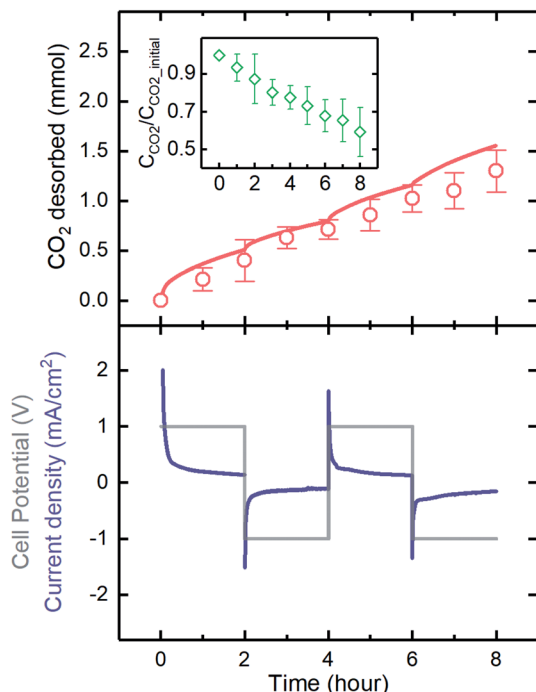 CO₂ desorbed (mmol)
2.5
2.0
1.5
1.0
0.5
0.0
C_CO2/C_CO2_initial
0.9
0.7
0.5
0 2 4 6 8
Cell Potential (V)
Current density (mA/cm²)
2
1
0
-1
-2
0 2 4 6 8
Time (hour)